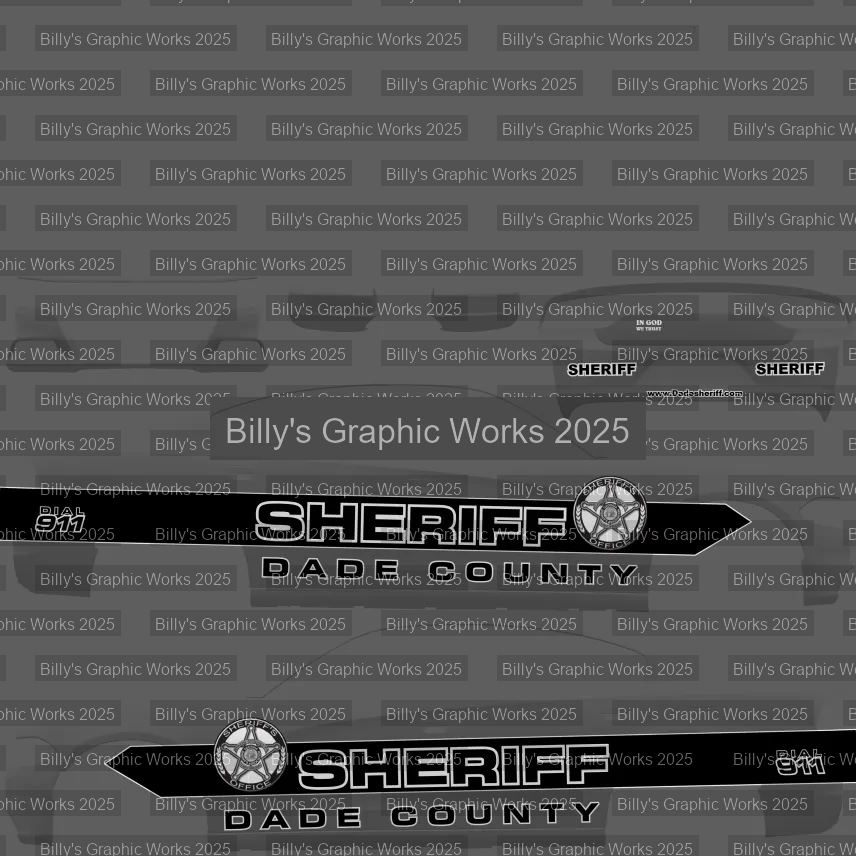 Billy's Graphic Works 2025
IN GOD
WE TRUST
SHERIFF
SHERIFF
www.Dadesheriff.com
Billy's Graphic Works 2025
DIAL
911
SHERIFF
SHERIFF'S
OFFICE
DADE COUNTY
SHERIFF'S
OFFICE
SHERIFF
DIAL
911
DADE COUNTY